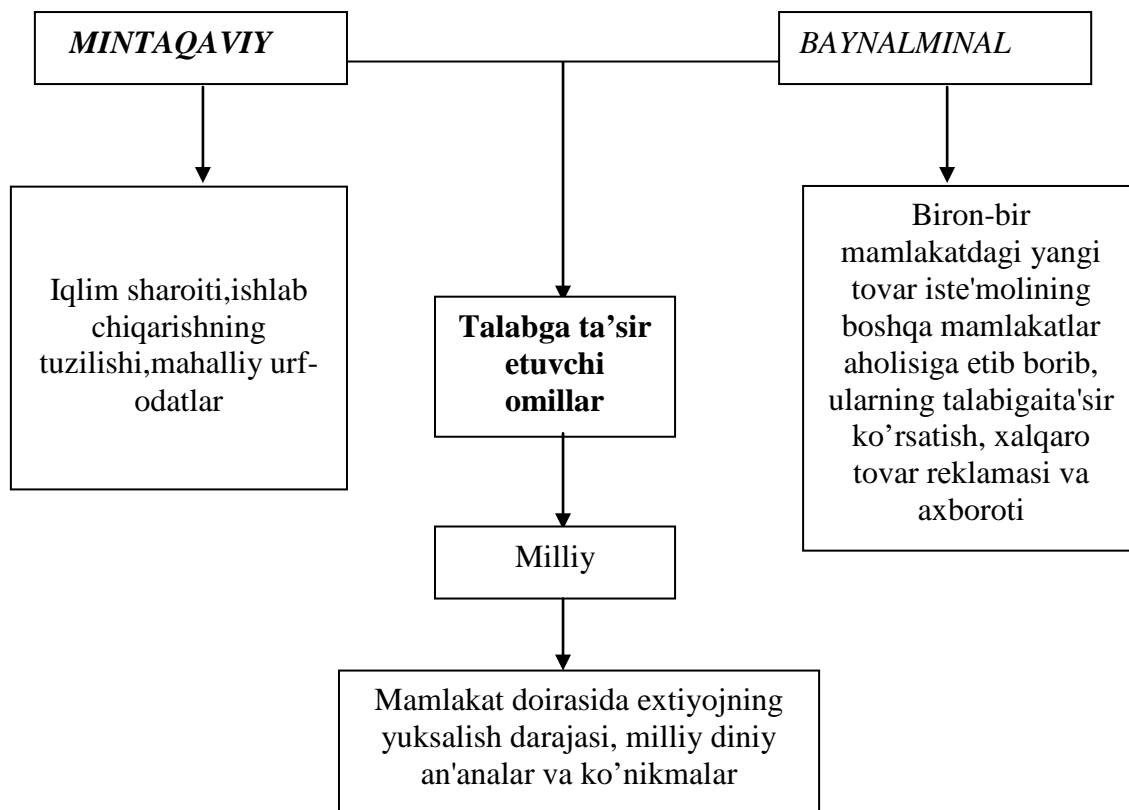 MINTAQAVIY
BAYNALMINAL
Iqlim sharoiti,ishlab
chiqarishning
tuzilishi,mahalliy urf-
odatlar
Talabga ta’sir
etuvchi
omillar
Biron-bir
mamlakatdagi yangi
tovar iste'molining
boshqa mamlakatlar
aholisiga etib borib,
ularning talabigaita'sir
ko’rsatish, xalqaro
tovar reklamasi va
axboroti
Milliy
Mamlakat doirasida extiyojning
yuksalish darajasi, milliy diniy
an'analar va ko’nikmalar